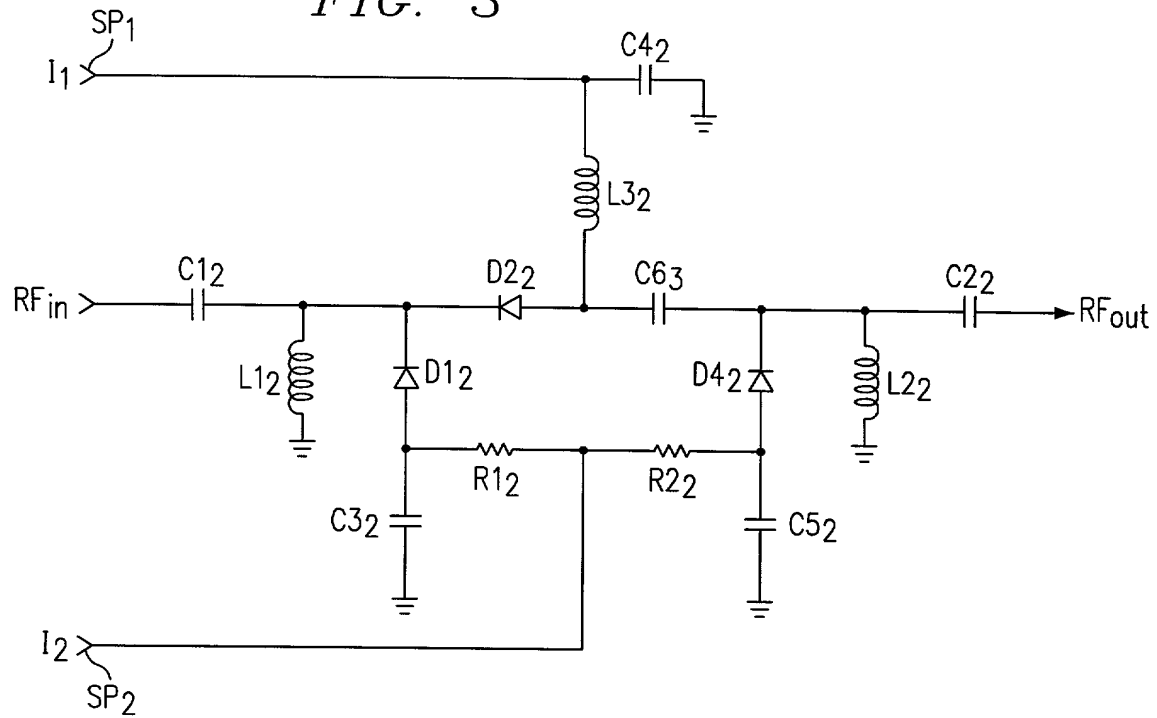 FIG. 3
SP1
I1
C42
L32
RFin
C12
D22
C63
C22
RFout
L12
D12
D42
L22
R12
R22
C32
C52
I2
SP2